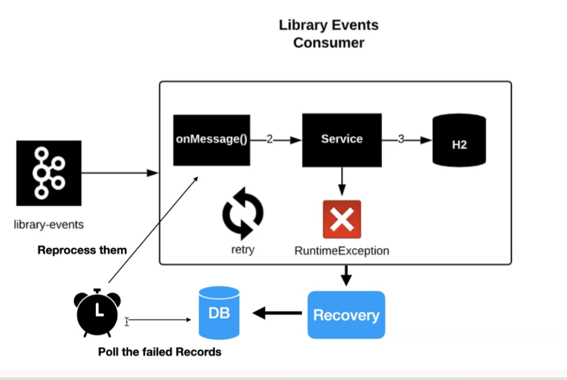 Library Events
Consumer
onMessage()
2
Service
3
H2
library-events
Reprocess them
retry
RuntimeException
L
DB
Recovery
Poll the failed Records